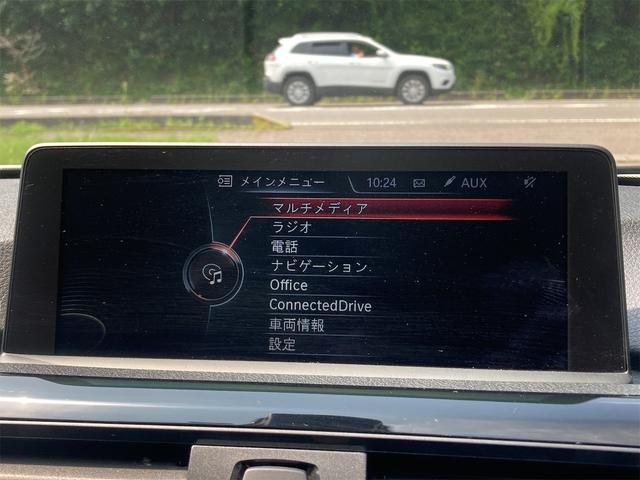 メインメニュー 10:24 AUX
マルチメディア
ラジオ
電話
ナビゲーション
Office
ConnectedDrive
車両情報
設定